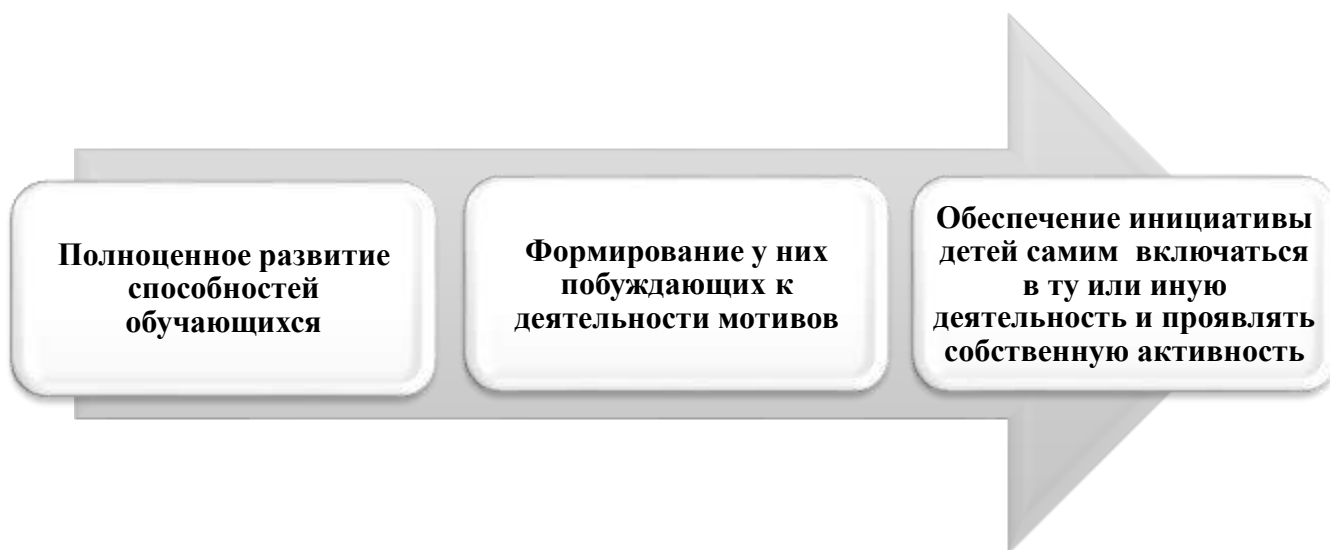 Полноценное развитие
способностей
обучающихся
Формирование у них
побуждающих к
деятельности мотивов
Обеспечение инициативы
детей самим  включаться
в ту или иную
деятельность и проявлять
собственную активность